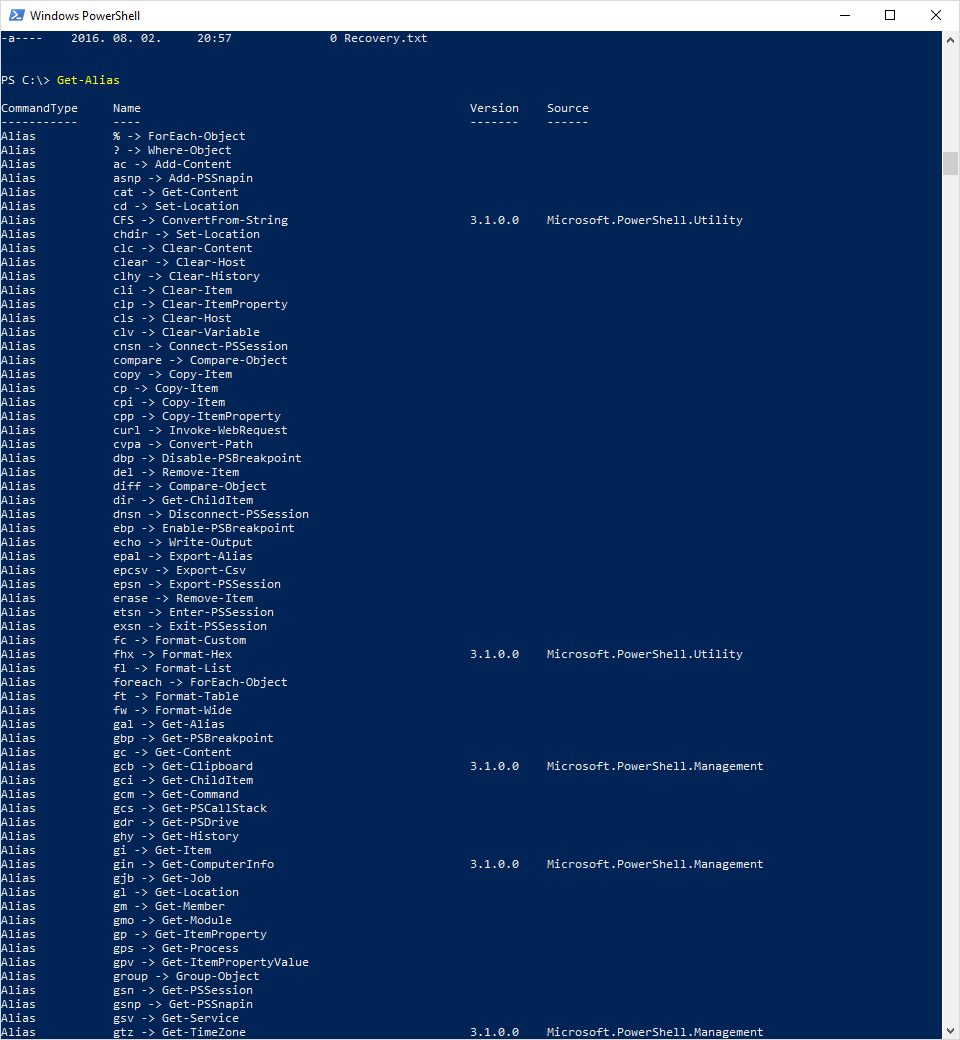 Windows PowerShell
-a---- 2016. 08. 02. 20:57 0 Recovery.txt
PS C:\> Get-Alias
CommandType Name Version Source
----------- ---- ------- ------
Alias % -> ForEach-Object
Alias ? -> Where-Object
Alias ac -> Add-Content
Alias asnp -> Add-PSSnapin
Alias cat -> Get-Content
Alias cd -> Set-Location
Alias CFS -> ConvertFrom-String 3.1.0.0 Microsoft.PowerShell.Utility
Alias chdir -> Set-Location
Alias clc -> Clear-Content
Alias clear -> Clear-Host
Alias clhy -> Clear-History
Alias cli -> Clear-Item
Alias clp -> Clear-ItemProperty
Alias cls -> Clear-Host
Alias clv -> Clear-Variable
Alias cnsn -> Connect-PSSession
Alias compare -> Compare-Object
Alias copy -> Copy-Item
Alias cp -> Copy-Item
Alias cpi -> Copy-Item
Alias cpp -> Copy-ItemProperty
Alias curl -> Invoke-WebRequest
Alias cvpa -> Convert-Path
Alias dbp -> Disable-PSBreakpoint
Alias del -> Remove-Item
Alias diff -> Compare-Object
Alias dir -> Get-ChildItem
Alias dnsn -> Disconnect-PSSession
Alias ebp -> Enable-PSBreakpoint
Alias echo -> Write-Output
Alias epal -> Export-Alias
Alias epcsv -> Export-Csv
Alias epsn -> Export-PSSession
Alias erase -> Remove-Item
Alias etsn -> Enter-PSSession
Alias exsn -> Exit-PSSession
Alias fc -> Format-Custom
Alias fhx -> Format-Hex 3.1.0.0 Microsoft.PowerShell.Utility
Alias fl -> Format-List
Alias foreach -> ForEach-Object
Alias ft -> Format-Table
Alias fw -> Format-Wide
Alias gal -> Get-Alias
Alias gbp -> Get-PSBreakpoint
Alias gc -> Get-Content
Alias gcb -> Get-Clipboard 3.1.0.0 Microsoft.PowerShell.Management
Alias gci -> Get-ChildItem
Alias gcm -> Get-Command
Alias gcs -> Get-PSCallStack
Alias gdr -> Get-PSDrive
Alias ghy -> Get-History
Alias gi -> Get-Item
Alias gin -> Get-ComputerInfo 3.1.0.0 Microsoft.PowerShell.Management
Alias gjb -> Get-Job
Alias gl -> Get-Location
Alias gm -> Get-Member
Alias gmo -> Get-Module
Alias gp -> Get-ItemProperty
Alias gps -> Get-Process
Alias gpv -> Get-ItemPropertyValue
Alias group -> Group-Object
Alias gsn -> Get-PSSession
Alias gsnp -> Get-PSSnapin
Alias gsv -> Get-Service
Alias gtz -> Get-TimeZone 3.1.0.0 Microsoft.PowerShell.Management